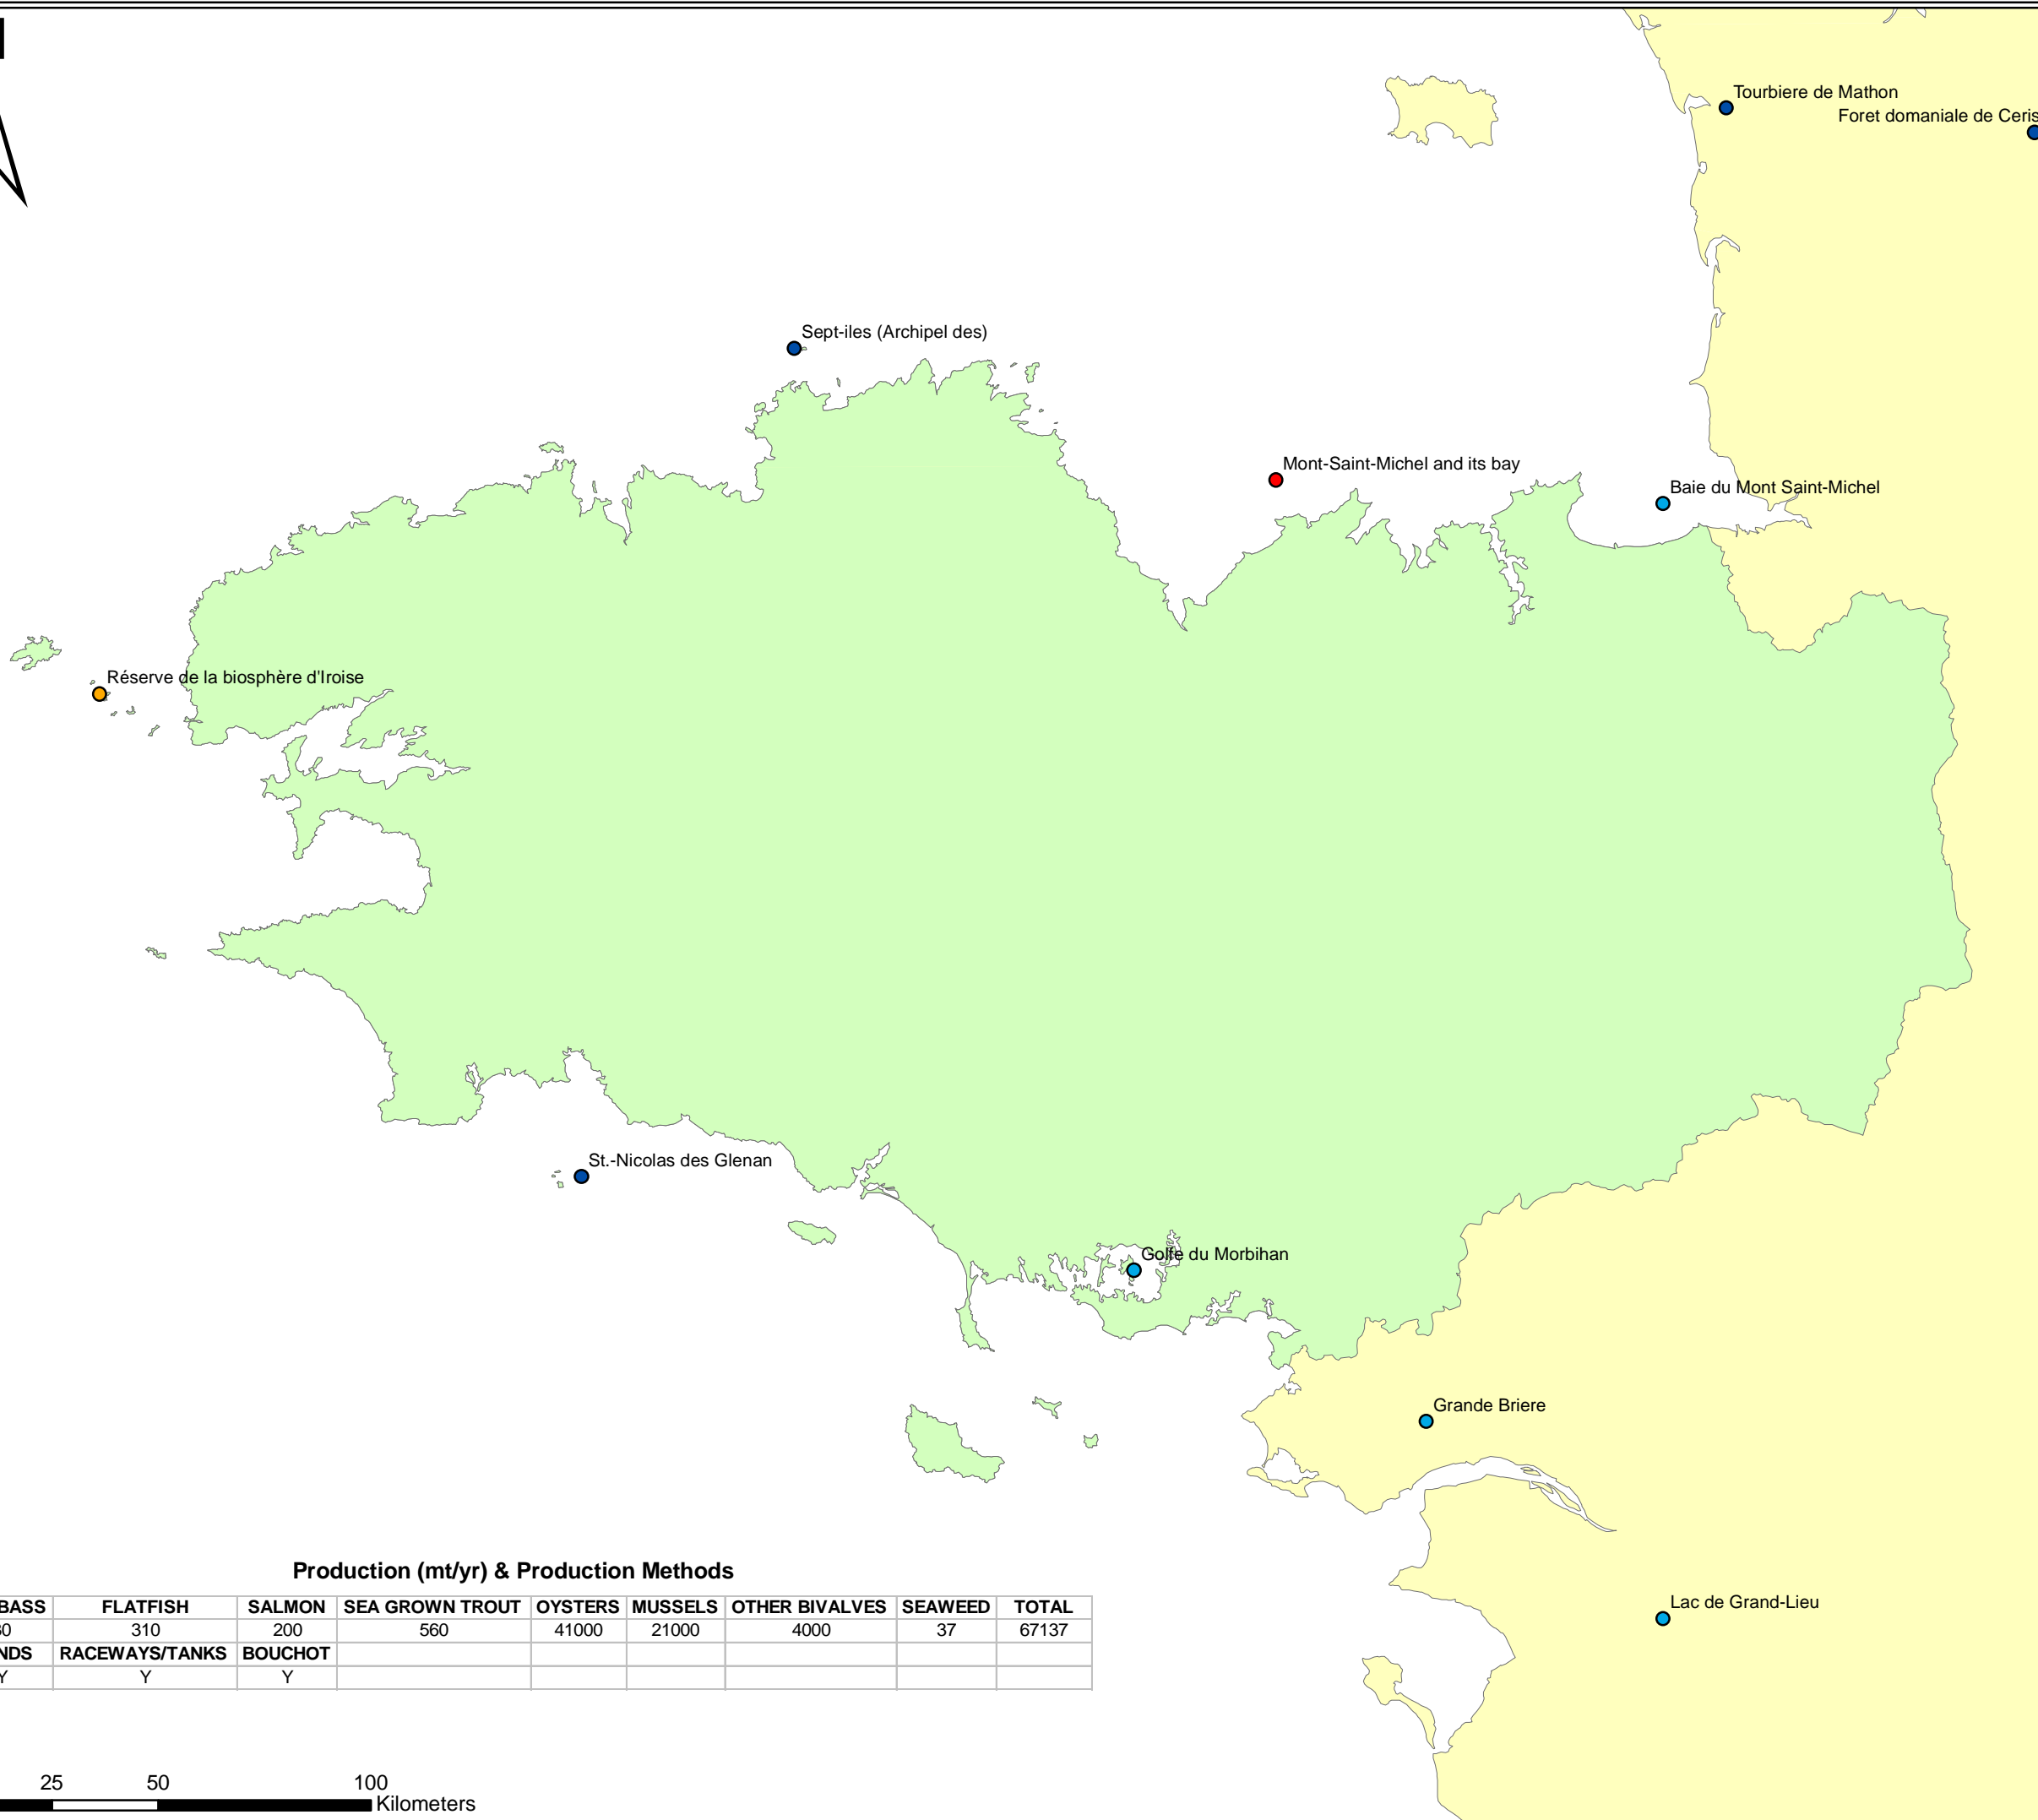 Tourbiere de Mathon
Foret domaniale de Ceris
Sept-iles (Archipel des)
Mont-Saint-Michel and its bay
Baie du Mont Saint-Michel
Réserve de la biosphère d'Iroise
St.-Nicolas des Glenan
Golfe du Morbihan
Grande Briere
Lac de Grand-Lieu
Production (mt/yr) & Production Methods
BASS FLATFISH SALMON SEA GROWN TROUT OYSTERS MUSSELS OTHER BIVALVES SEAWEED TOTAL
0 310 200 560 41000 21000 4000 37 67137
NDS RACEWAYS/TANKS BOUCHOT
Y Y Y
25 50 100
Kilometers